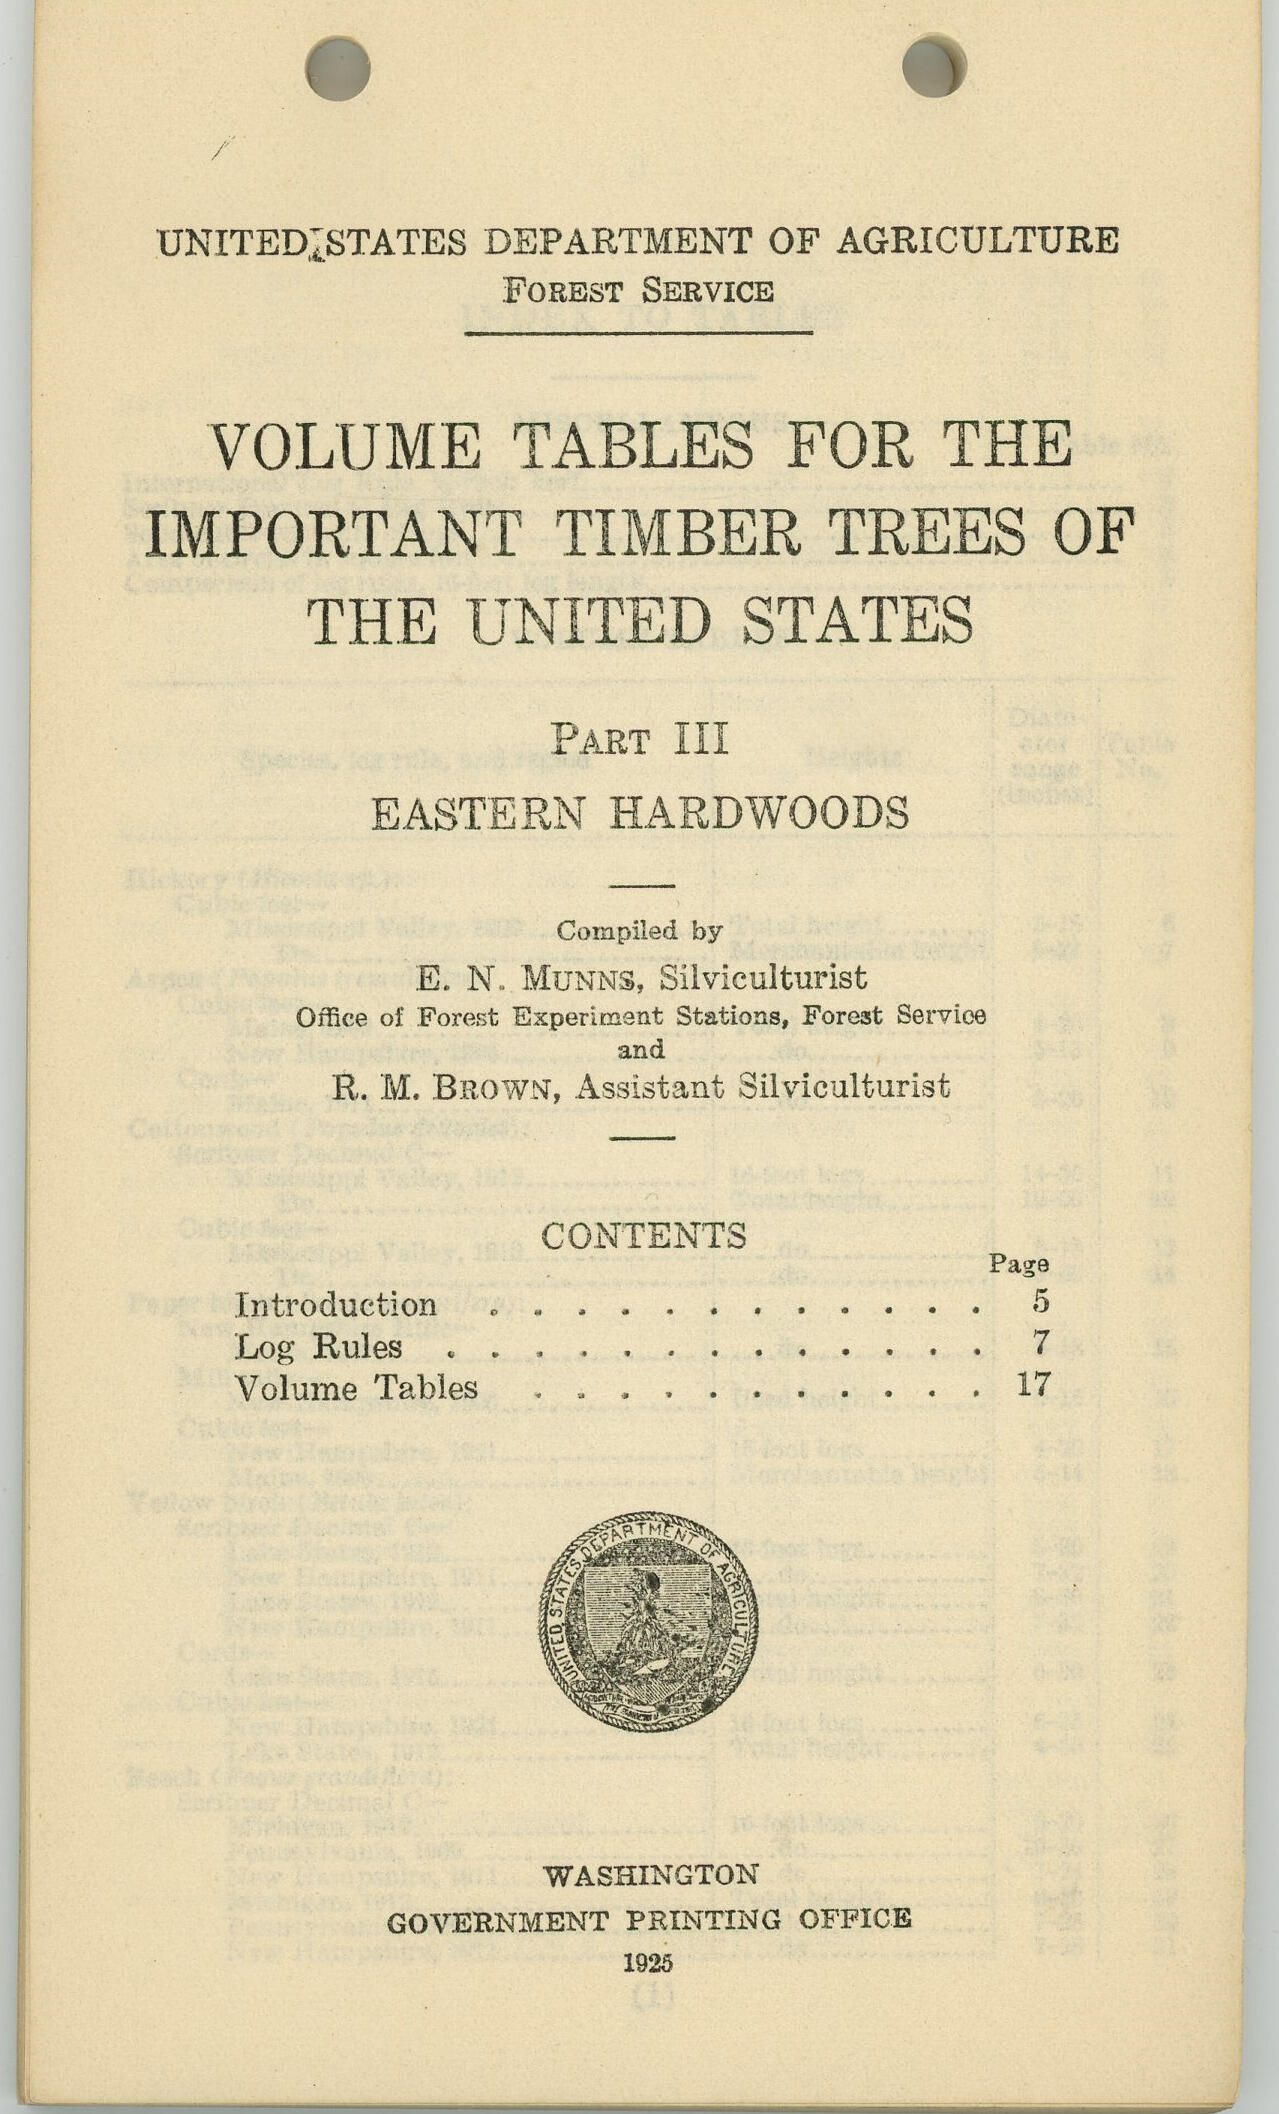 UNITED STATES DEPARTMENT OF AGRICULTURE
FOREST SERVICE
VOLUME TABLES FOR THE
IMPORTANT TIMBER TREES OF
THE UNITED STATES
PART III
EASTERN HARDWOODS
Compiled by
E. N. MUNNS, Silviculturist
Office of Forest Experiment Stations, Forest Service
and
R. M. BROWN, Assistant Silviculturist
CONTENTS
Page
Introduction . . . . . . . . . . . . 5
Log Rules . . . . . . . . . . . . . 7
Volume Tables . . . . . . . . . . . 17
UNITED STATES DEPARTMENT OF AGRICULTURE
WASHINGTON
GOVERNMENT PRINTING OFFICE
1925